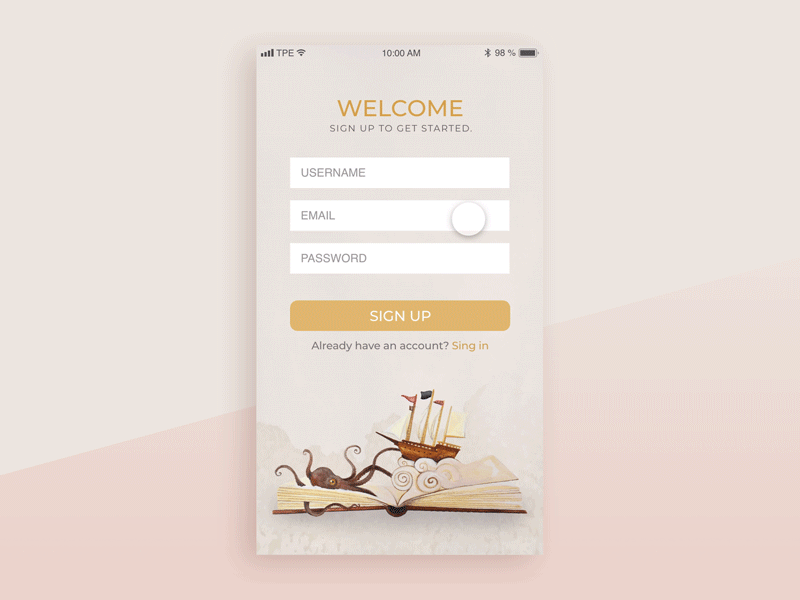 TPE 10:00 AM 98 %
WELCOME
SIGN UP TO GET STARTED.
USERNAME
EMAIL
PASSWORD
SIGN UP
Already have an account? Sing in